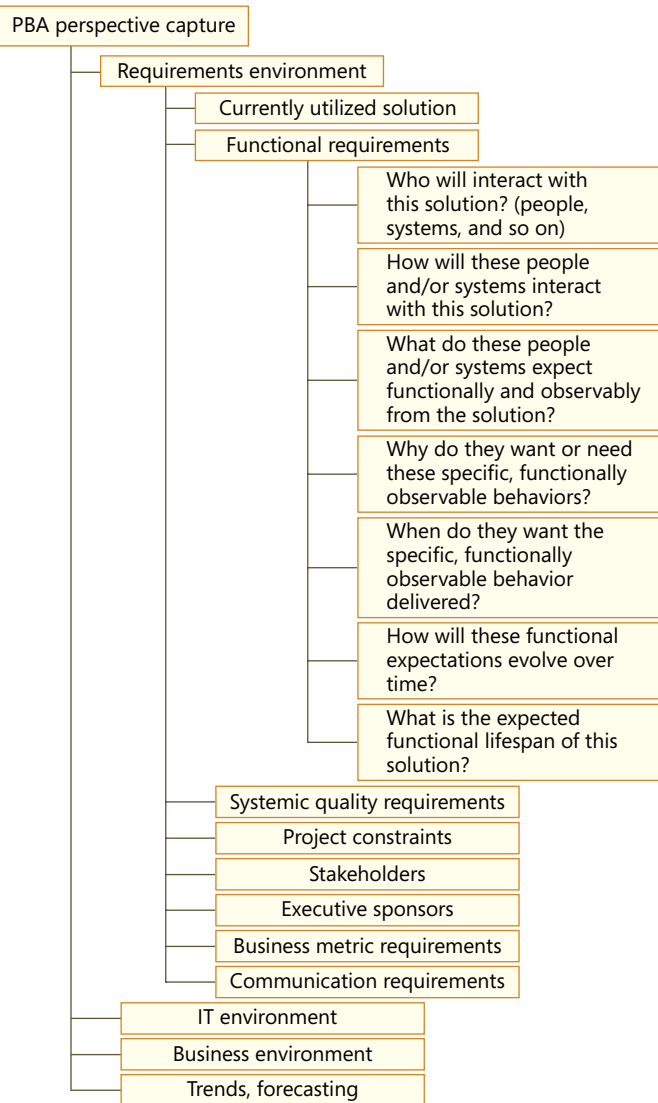 PBA perspective capture
Requirements environment
Currently utilized solution
Functional requirements
Who will interact with
this solution? (people,
systems, and so on)
How will these people
and/or systems interact
with this solution?
What do these people
and/or systems expect
functionally and observably
from the solution?
Why do they want or need
these specific, functionally
observable behaviors?
When do they want the
specific, functionally
observable behavior
delivered?
How will these functional
expectations evolve over
time?
What is the expected
functional lifespan of this
solution?
Systemic quality requirements
Project constraints
Stakeholders
Executive sponsors
Business metric requirements
Communication requirements
IT environment
Business environment
Trends, forecasting